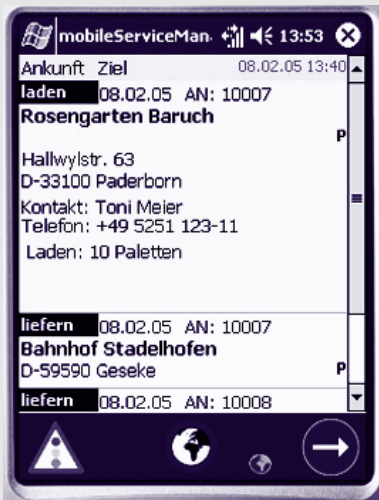 mobileServiceMan. 13:53
Ankunft Ziel 08.02.05 13:40
laden 08.02.05 AN: 10007
Rosengarten Baruch
P
Hallwylstr. 63
D-33100 Paderborn
Kontakt: Toni Meier
Telefon: +49 5251 123-11
Laden: 10 Paletten
liefern 08.02.05 AN: 10007
Bahnhof Stadelhofen
D-59590 Geseke P
liefern 08.02.05 AN: 10008